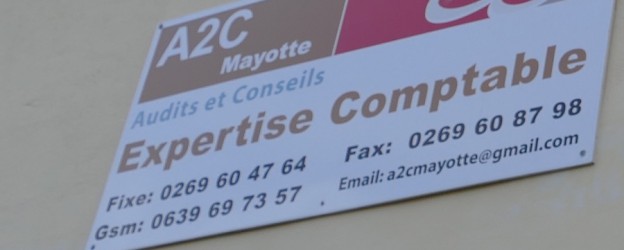 A2C
Mayotte
Audits et Conseils
Expertise Comptable
Fixe: 0269 60 47 64 Fax: 0269 60 87 98
Gsm: 0639 69 73 57 Email: a2cmayotte@gmail.com